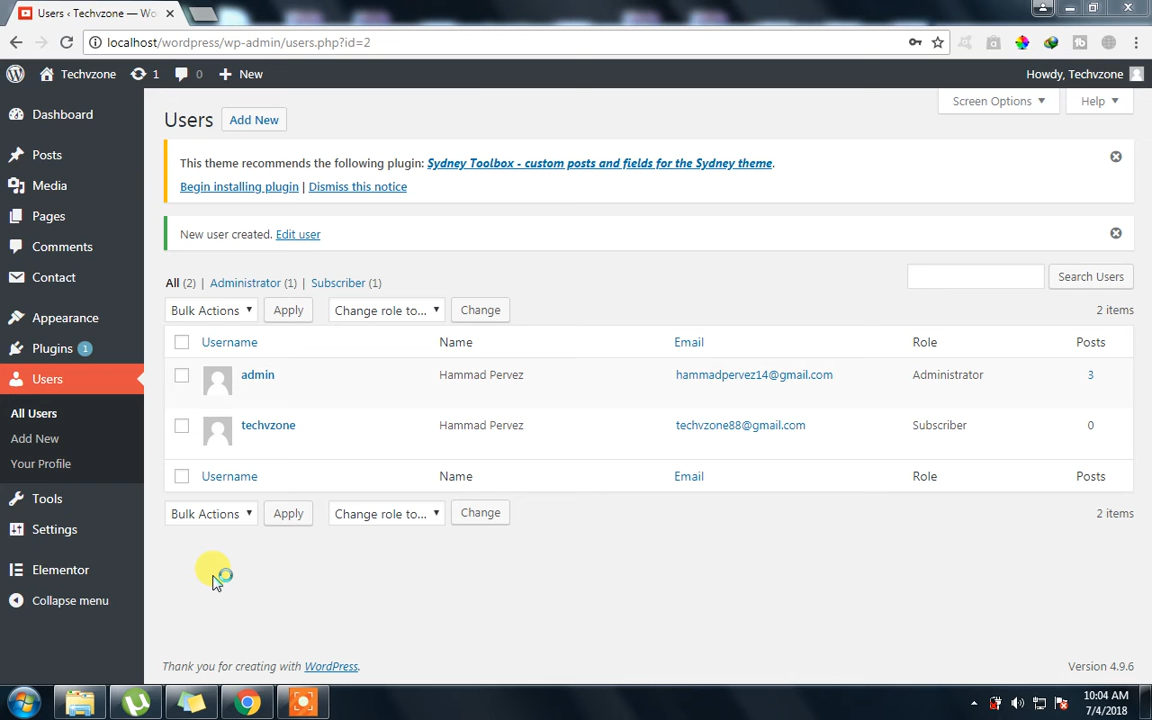 Users ‹ Techvzone — Wo
localhost/wordpress/wp-admin/users.php?id=2
Techvzone 1 0 New Howdy, Techvzone
Screen Options Help
Dashboard
Posts
Media
Pages
Comments
Contact
Appearance
Plugins 1
Users
All Users
Add New
Your Profile
Tools
Settings
Elementor
Collapse menu
Users Add New
This theme recommends the following plugin: Sydney Toolbox - custom posts and fields for the Sydney theme.
Begin installing plugin | Dismiss this notice
New user created. Edit user
All (2) | Administrator (1) | Subscriber (1)
Search Users
Bulk Actions Apply Change role to... Change 2 items
Username Name Email Role Posts
admin Hammad Pervez hammadpervez14@gmail.com Administrator 3
techvzone Hammad Pervez techvzone88@gmail.com Subscriber 0
Username Name Email Role Posts
Bulk Actions Apply Change role to... Change 2 items
Thank you for creating with WordPress. Version 4.9.6
10:04 AM
7/4/2018